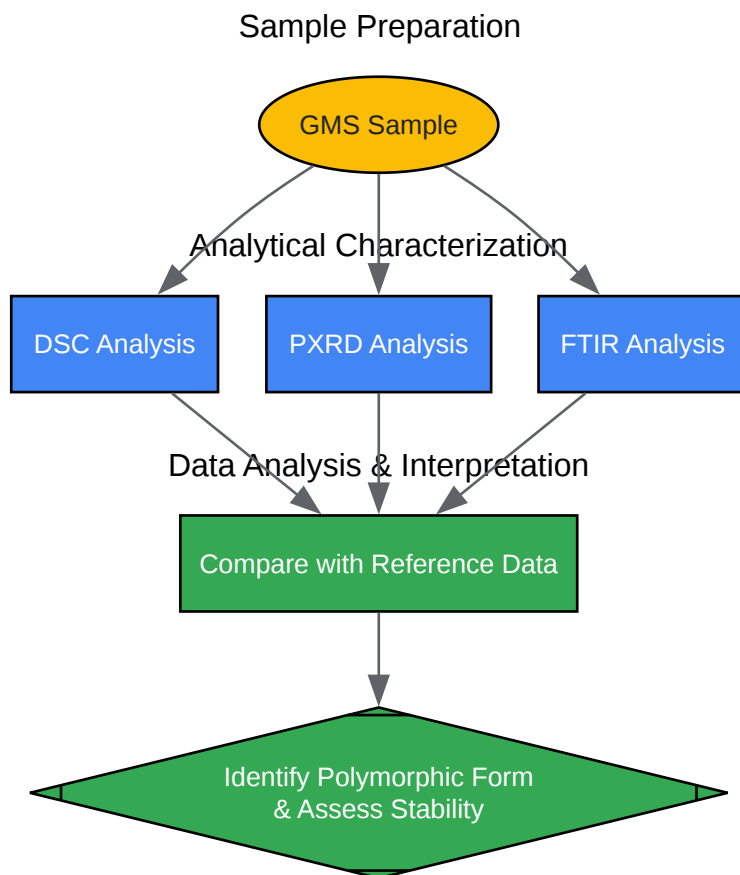 Sample Preparation
GMS Sample
Analytical Characterization
DSC Analysis
PXRD Analysis
FTIR Analysis
Data Analysis & Interpretation
Compare with Reference Data
Identify Polymorphic Form
& Assess Stability